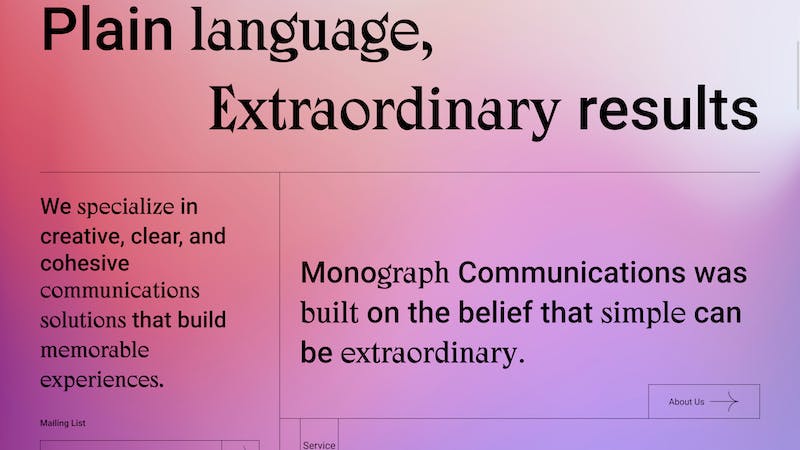 Plain language,
Extraordinary results
We specialize in
creative, clear, and
cohesive
communications
solutions that build
memorable
experiences.
Mailing List
Monograph Communications was
built on the belief that simple can
be extraordinary.
About Us
Service